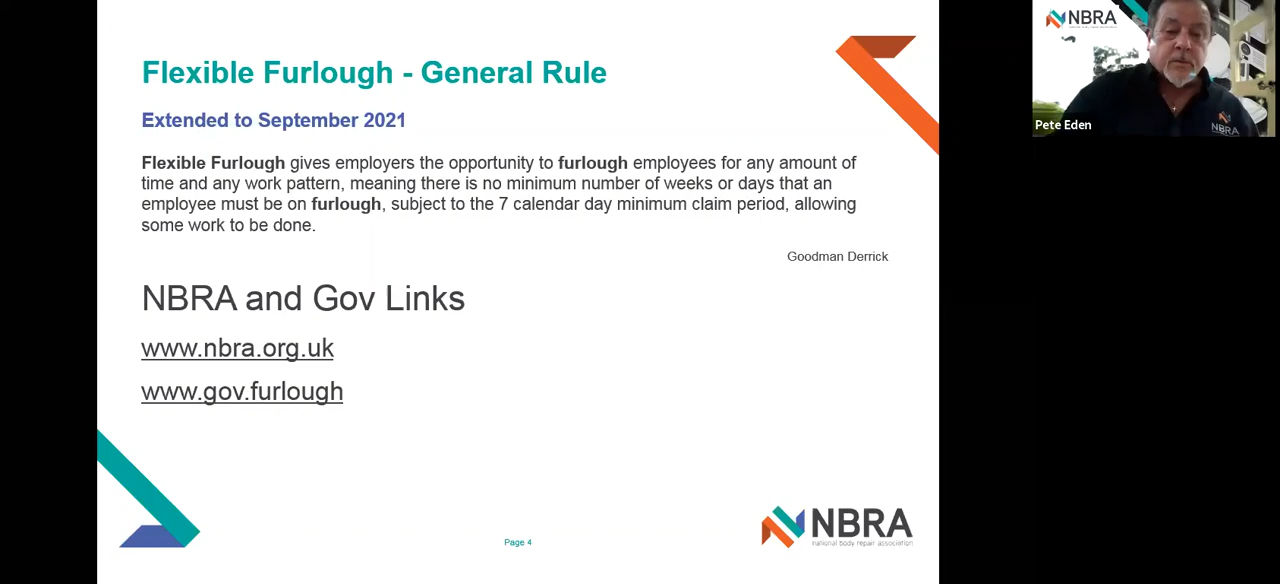 Flexible Furlough - General Rule
Extended to September 2021
Flexible Furlough gives employers the opportunity to furlough employees for any amount of
time and any work pattern, meaning there is no minimum number of weeks or days that an
employee must be on furlough, subject to the 7 calendar day minimum claim period, allowing
some work to be done.
Goodman Derrick
NBRA and Gov Links
www.nbra.org.uk
www.gov.furlough
Page 4
NBRA
national body repair association
NBRA
NBRA
Pete Eden